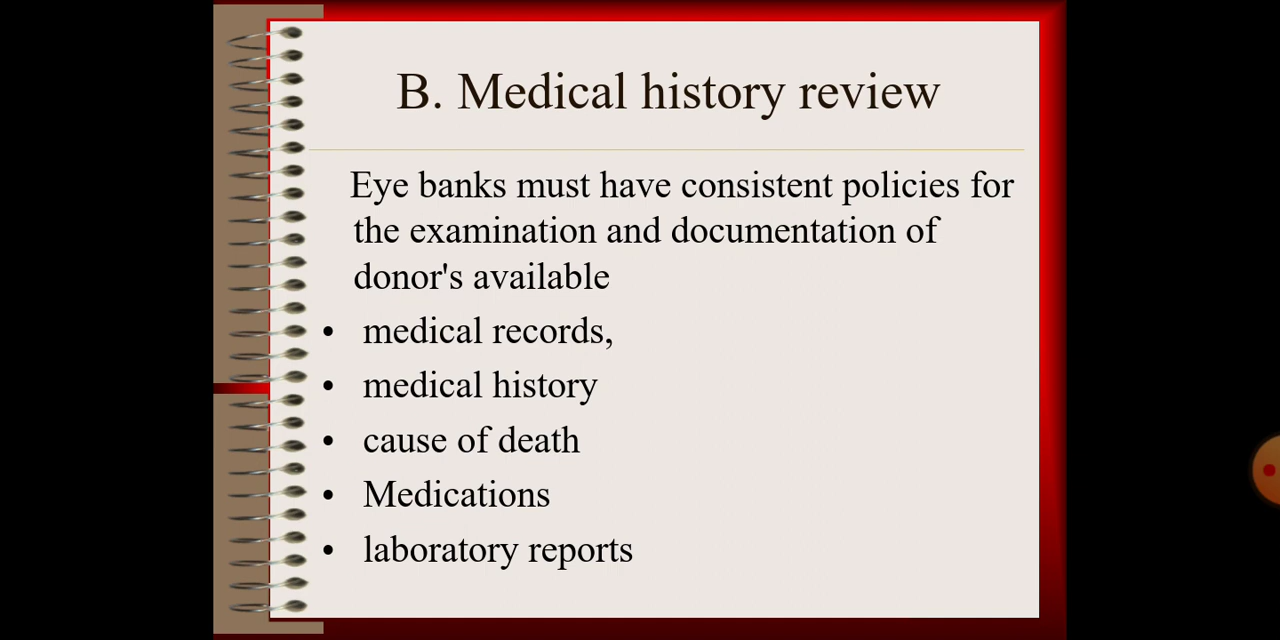 B. Medical history review
Eye banks must have consistent policies for
the examination and documentation of
donor's available
• medical records,
• medical history
• cause of death
• Medications
• laboratory reports